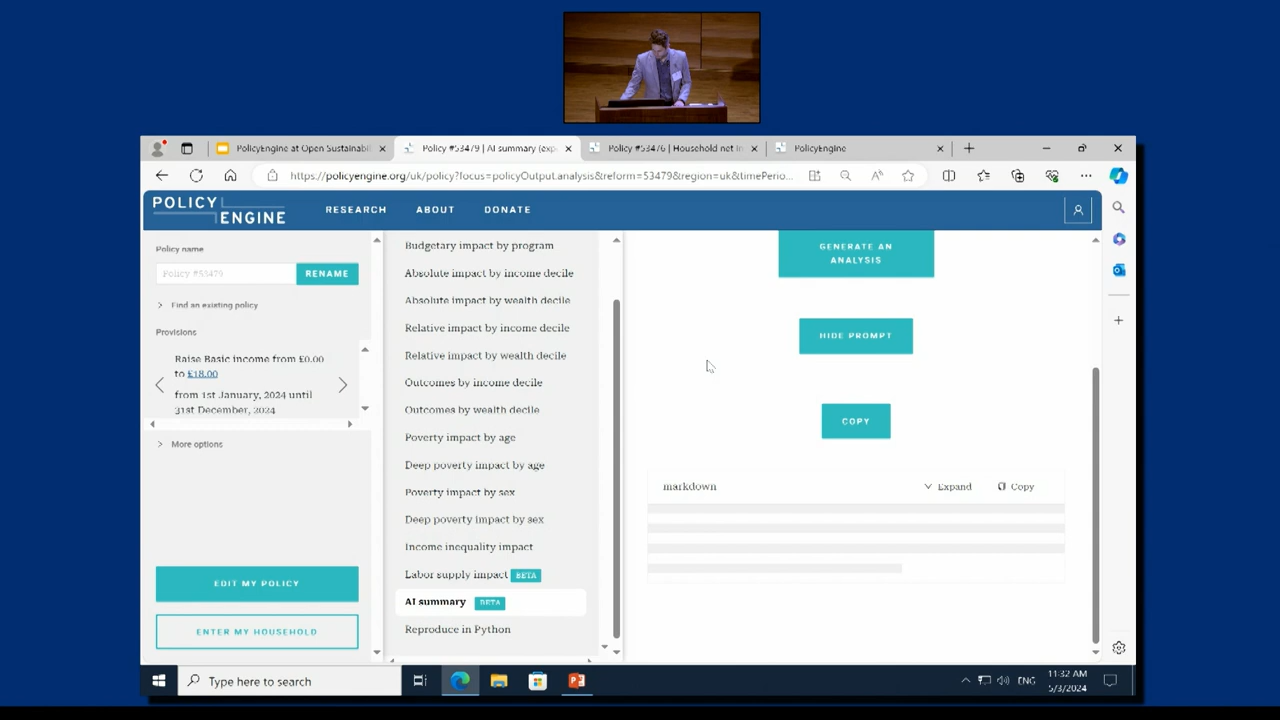 PolicyEngine at Open Sustainabil
Policy #53479 | AI summary (exp
Policy #53476 | Household net in
PolicyEngine
https://policyengine.org/uk/policy?focus=policyOutput.analysis&reform=53479&region=uk&timePerio...
POLICY
ENGINE
RESEARCH
ABOUT
DONATE
Policy name
Policy #53479
RENAME
Find an existing policy
Provisions
Raise Basic income from £0.00
to £18.00
from 1st January, 2024 until
31st December, 2024
More options
EDIT MY POLICY
ENTER MY HOUSEHOLD
Budgetary impact by program
Absolute impact by income decile
Absolute impact by wealth decile
Relative impact by income decile
Relative impact by wealth decile
Outcomes by income decile
Outcomes by wealth decile
Poverty impact by age
Deep poverty impact by age
Poverty impact by sex
Deep poverty impact by sex
Income inequality impact
Labor supply impact BETA
AI summary BETA
Reproduce in Python
GENERATE AN
ANALYSIS
HIDE PROMPT
COPY
markdown
Expand
Copy
Type here to search
ENG
11:32 AM
5/3/2024